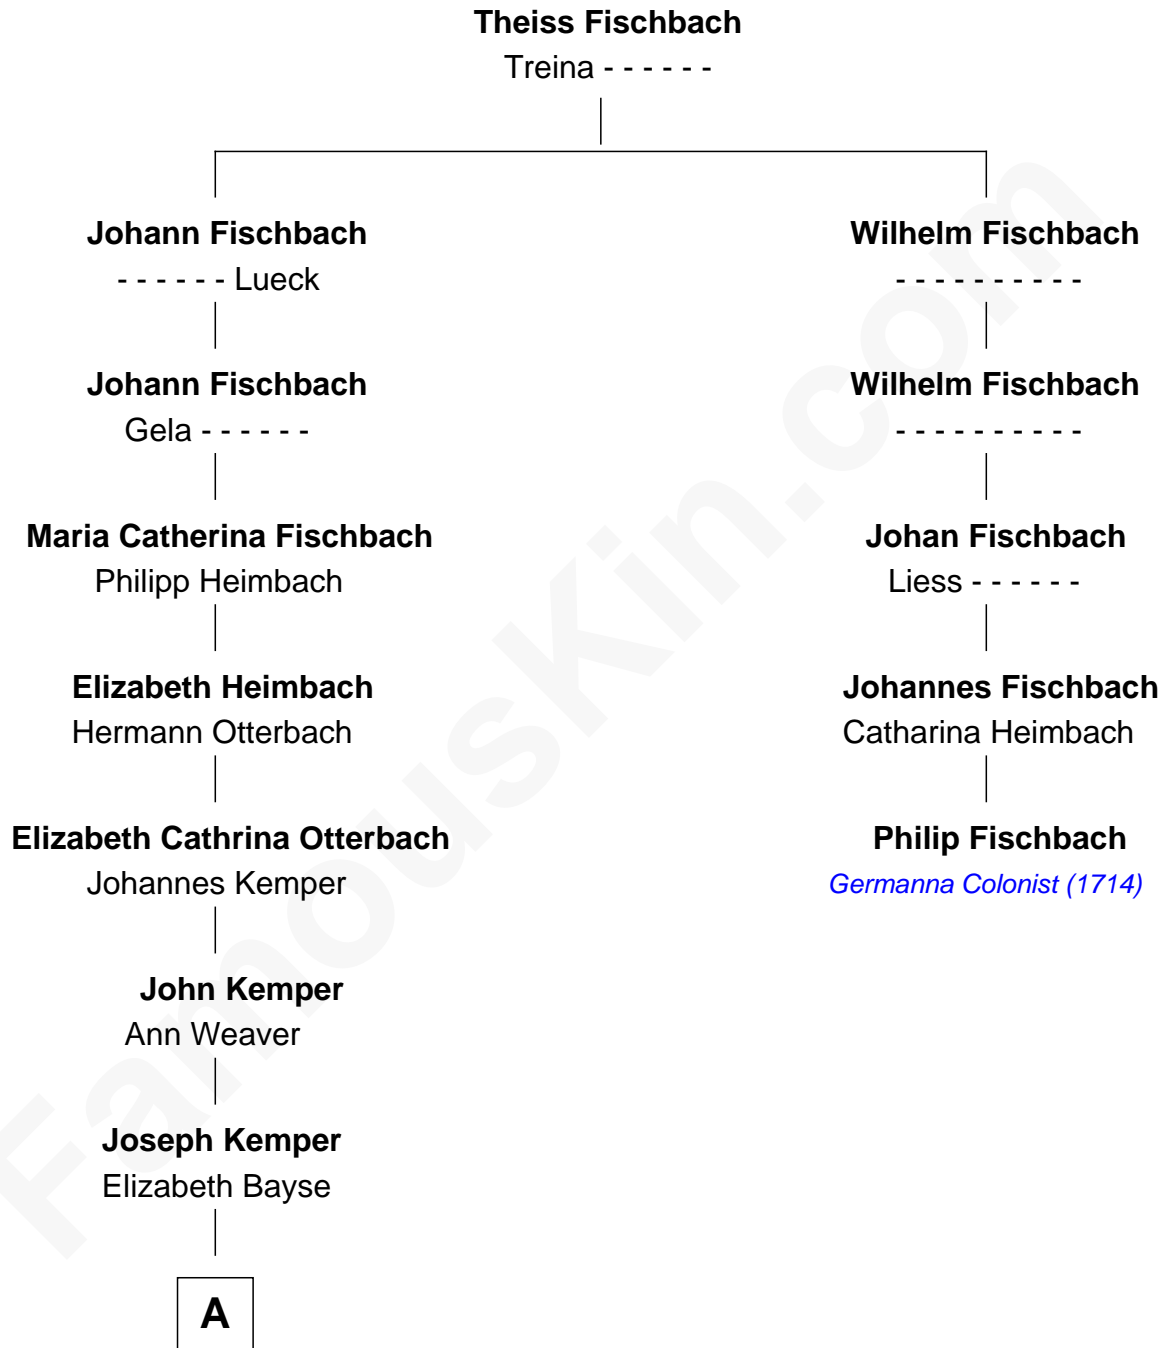 Theiss Fischbach
Treina - - - - - -
Johann Fischbach
- - - - - - Lueck
Johann Fischbach
Gela - - - - - -
Maria Catherina Fischbach
Philipp Heimbach
Elizabeth Heimbach
Hermann Otterbach
Elizabeth Cathrina Otterbach
Johannes Kemper
John Kemper
Ann Weaver
Joseph Kemper
Elizabeth Bayse
A
Wilhelm Fischbach
- - - - - - - - - -
Wilhelm Fischbach
- - - - - - - - - -
Johan Fischbach
Liess - - - - - -
Johannes Fischbach
Catharina Heimbach
Philip Fischbach
Germanna Colonist (1714)
FamousKin.com